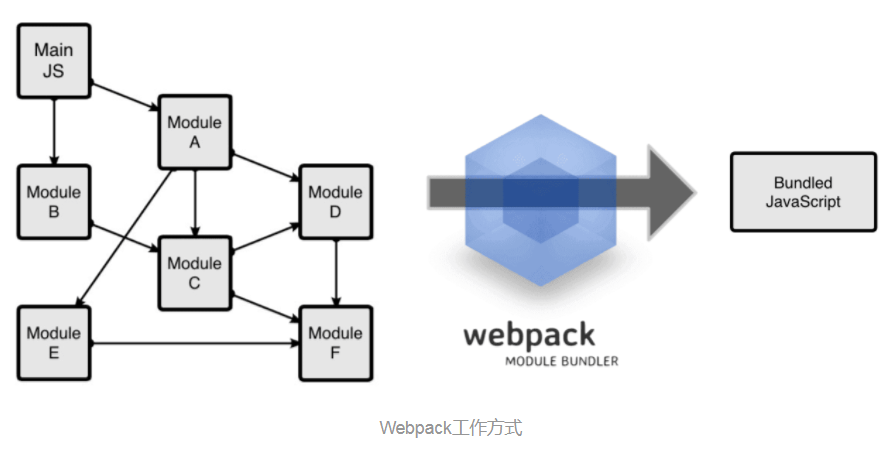 Main
JS
Module
A
Module
B
Module
D
Module
C
Module
E
Module
F
webpack
MODULE BUNDLER
Bundled
JavaScript
Webpack工作方式